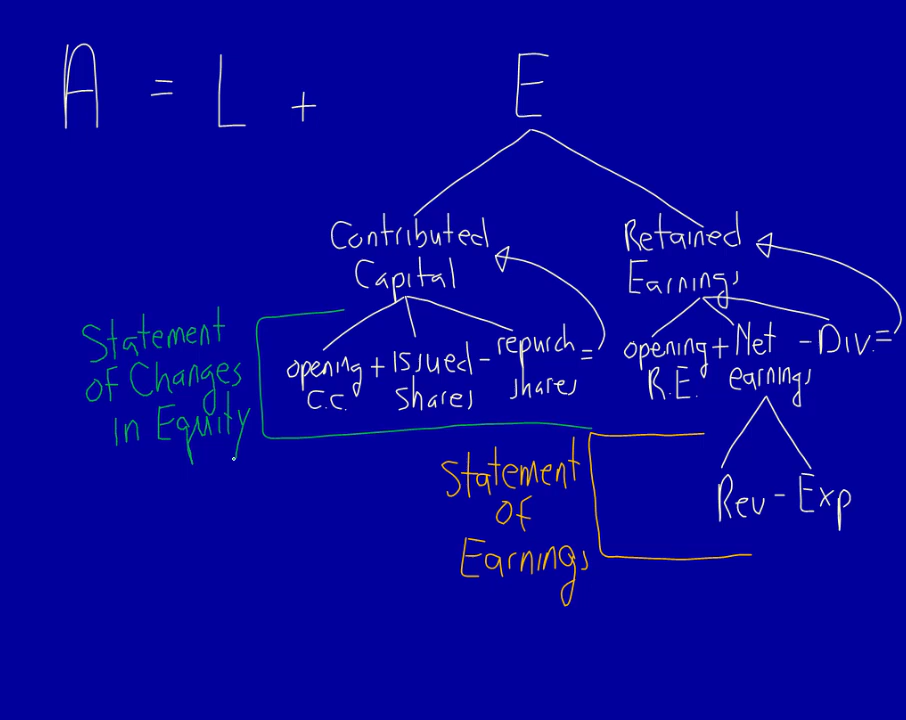 A = L + E
Contributed
Capital
Retained
Earnings
Statement
of Changes
in Equity
opening + Issued - repurch =
C.C. Shares shares
opening + Net - Div. =
R.E. earnings
Statement
of
Earnings
Rev - Exp